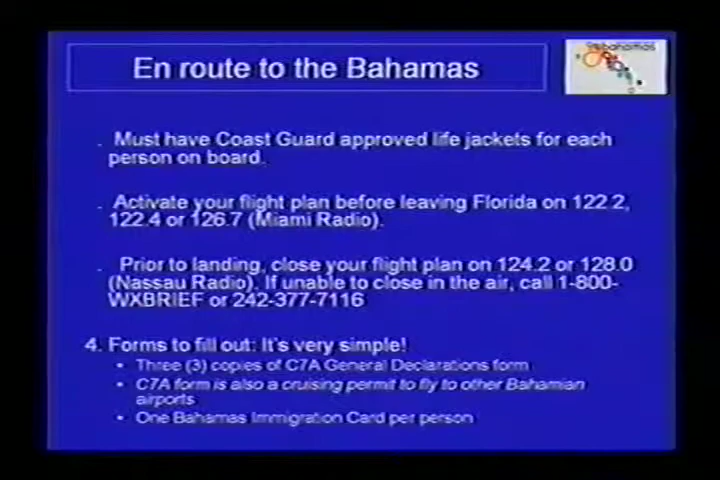 En route to the Bahamas
bahamas
. Must have Coast Guard approved life jackets for each
person on board.
. Activate your flight plan before leaving Florida on 122.2,
122.4 or 126.7 (Miami Radio).
. Prior to landing, close your flight plan on 124.2 or 128.0
(Nassau Radio). If unable to close in the air, call 1-800-
WXBRIEF or 242-377-7116
4. Forms to fill out: It's very simple!
• Three (3) copies of C7A General Declarations form
• C7A form is also a cruising permit to fly to other Bahamian
airports
• One Bahamas Immigration Card per person